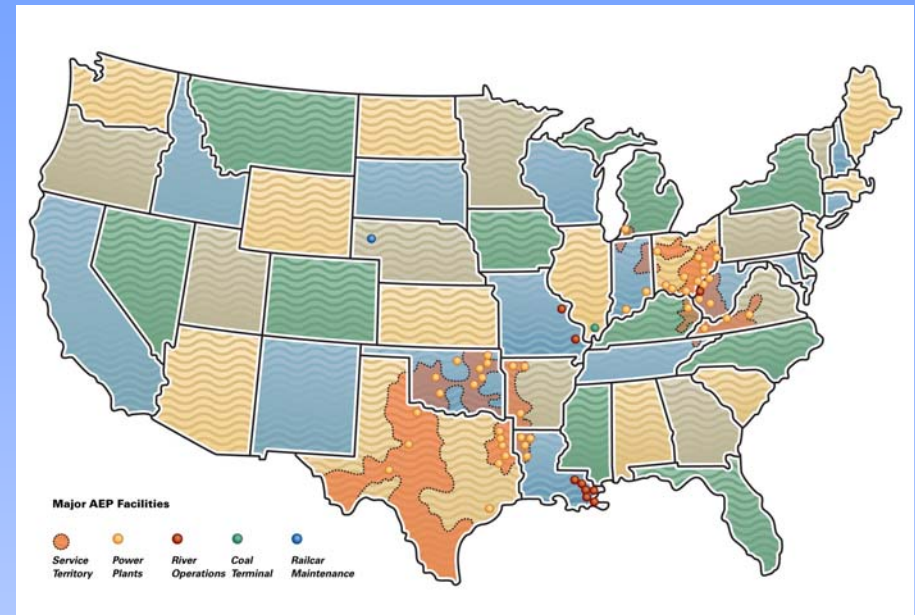 Major AEP Facilities
Service Power River Coal Railcar
Territory Plants Operations Terminal Maintenance